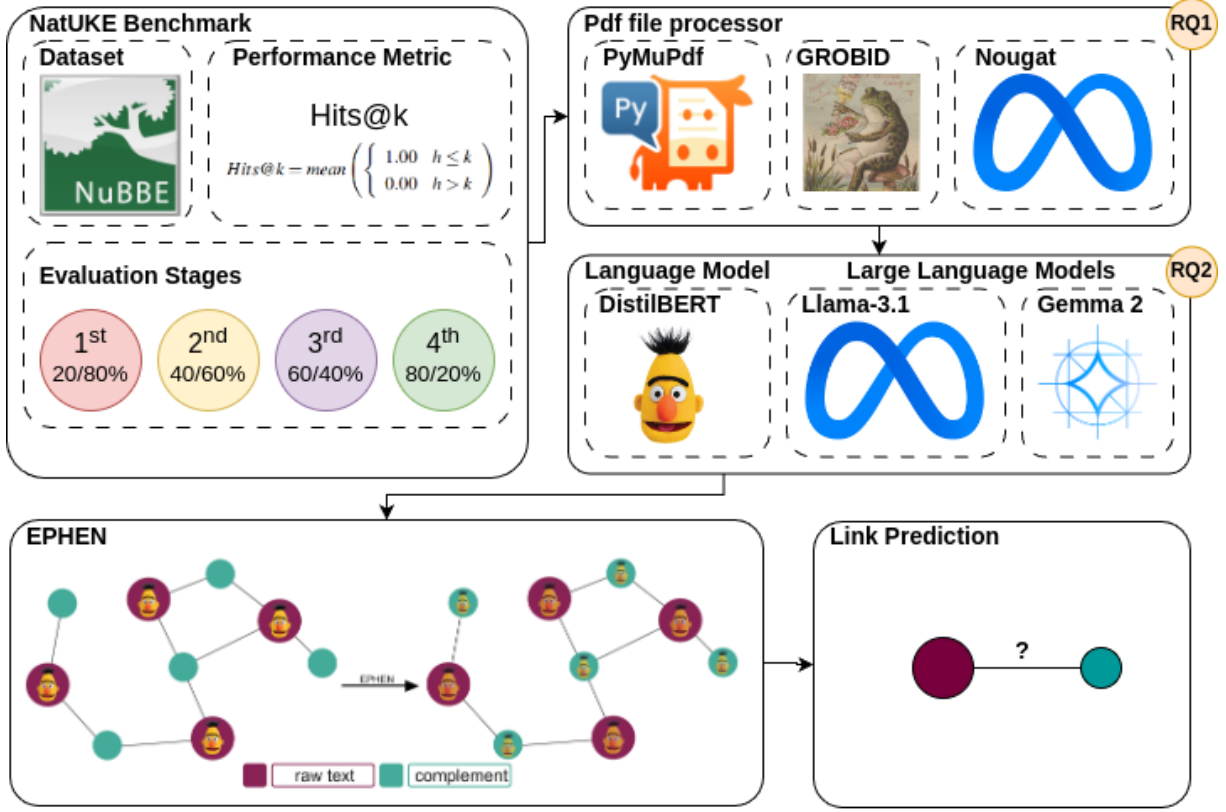 NatUKE Benchmark
Dataset
NuBBE
Performance Metric
Hits@k
Hits@k = mean ( { 1.00 h ≤ k
0.00 h > k )
Evaluation Stages
1st
20/80%
2nd
40/60%
3rd
60/40%
4th
80/20%
Pdf file processor
RQ1
PyMuPdf
Py
GROBID
Nougat
Language Model
Large Language Models
RQ2
DistilBERT
Llama-3.1
Gemma 2
EPHEN
EPHEN
raw text
complement
Link Prediction
?